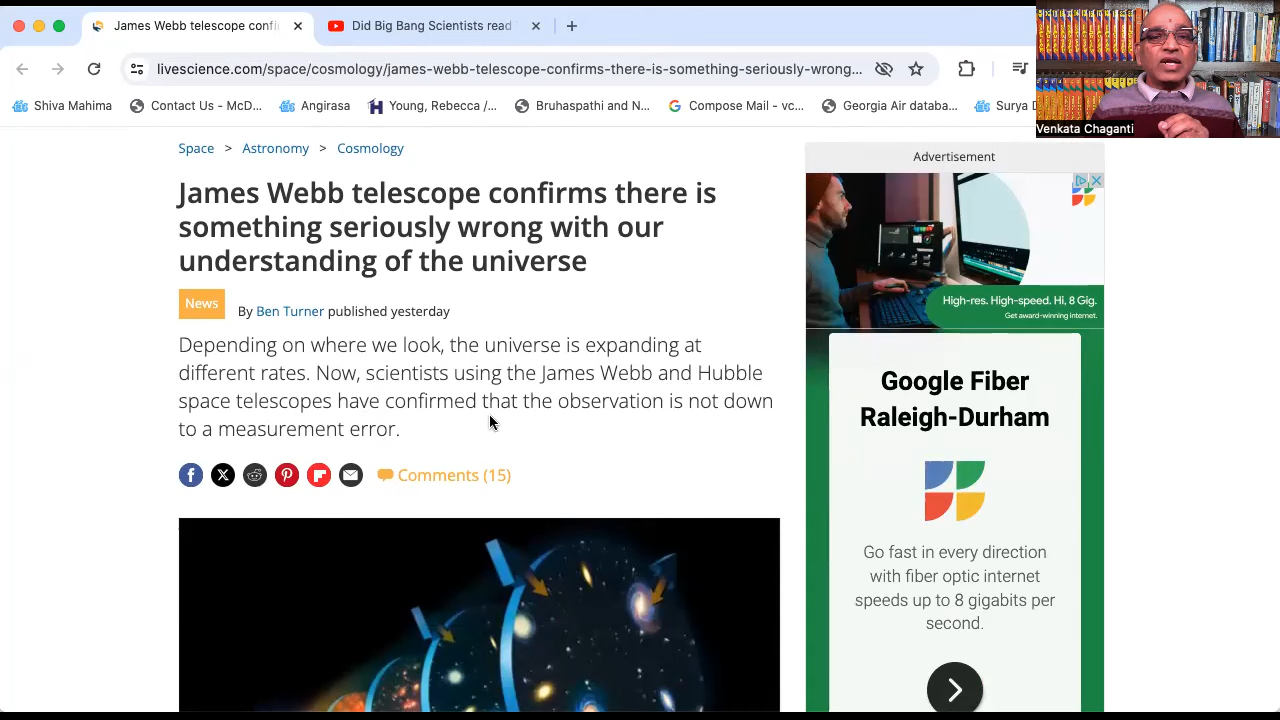 James Webb telescope confi
Did Big Bang Scientists read
livescience.com/space/cosmology/james-webb-telescope-confirms-there-is-something-seriously-wrong...
Shiva Mahima
Contact Us - McD...
Angirasa
Young, Rebecca /...
Bruhaspathi and N...
Compose Mail - vc...
Georgia Air databa...
Surya D
Venkata Chaganti
Space > Astronomy > Cosmology
James Webb telescope confirms there is
something seriously wrong with our
understanding of the universe
News
By Ben Turner published yesterday
Depending on where we look, the universe is expanding at
different rates. Now, scientists using the James Webb and Hubble
space telescopes have confirmed that the observation is not down
to a measurement error.
Comments (15)
Advertisement
High-res. High-speed. Hi, 8 Gig.
Get award-winning internet.
Google Fiber
Raleigh-Durham
Go fast in every direction
with fiber optic internet
speeds up to 8 gigabits per
second.